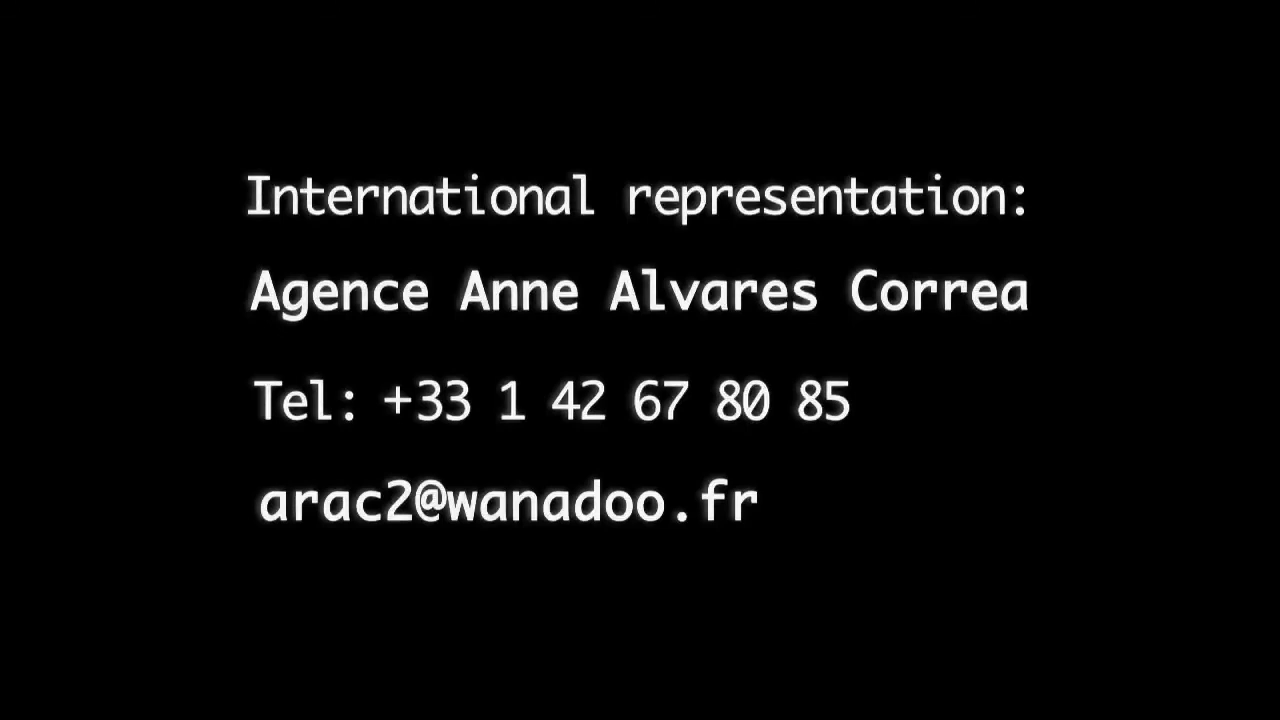 International representation:
Agence Anne Alvares Correa
Tel: +33 1 42 67 80 85
arac2@wanadoo.fr